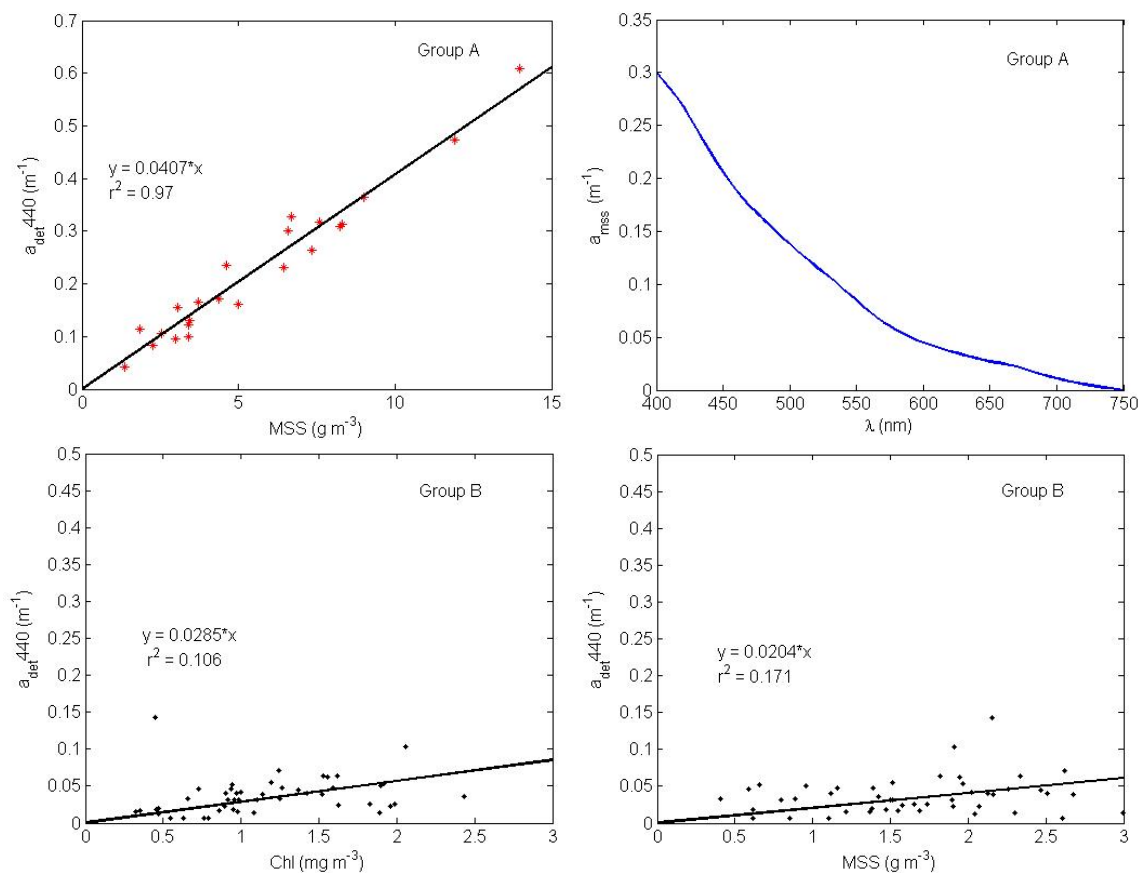 0.7
0.6
0.5
0.4
0.3
0.2
0.1
0
0 5 10 15
a_det440 (m^-1)
MSS (g m^-3)
Group A
y = 0.0407*x
r^2 = 0.97
0.35
0.3
0.25
0.2
0.15
0.1
0.05
0
400 450 500 550 600 650 700 750
a_mss (m^-1)
λ (nm)
Group A
0.5
0.45
0.4
0.35
0.3
0.25
0.2
0.15
0.1
0.05
0
0 0.5 1 1.5 2 2.5 3
a_det440 (m^-1)
Chl (mg m^-3)
Group B
y = 0.0285*x
r^2 = 0.106
0.5
0.45
0.4
0.35
0.3
0.25
0.2
0.15
0.1
0.05
0
0 0.5 1 1.5 2 2.5 3
a_det440 (m^-1)
MSS (g m^-3)
Group B
y = 0.0204*x
r^2 = 0.171